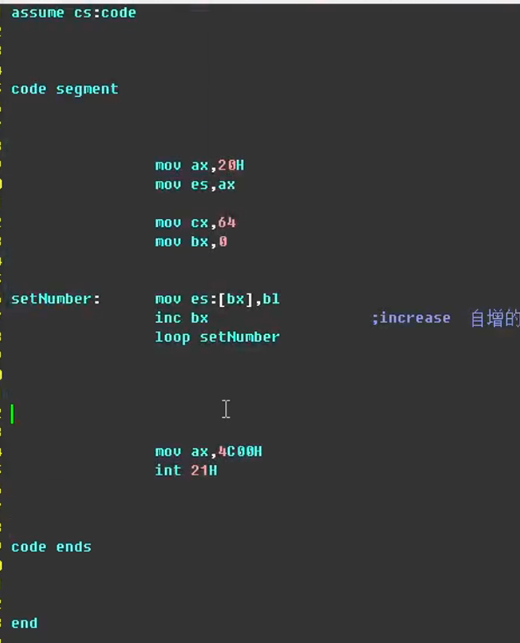 assume cs:code
code segment
mov ax,20H
mov es,ax
mov cx,64
mov bx,0
setNumber: mov es:[bx],bl
inc bx ;increase 自增的
loop setNumber
mov ax,4C00H
int 21H
code ends
end